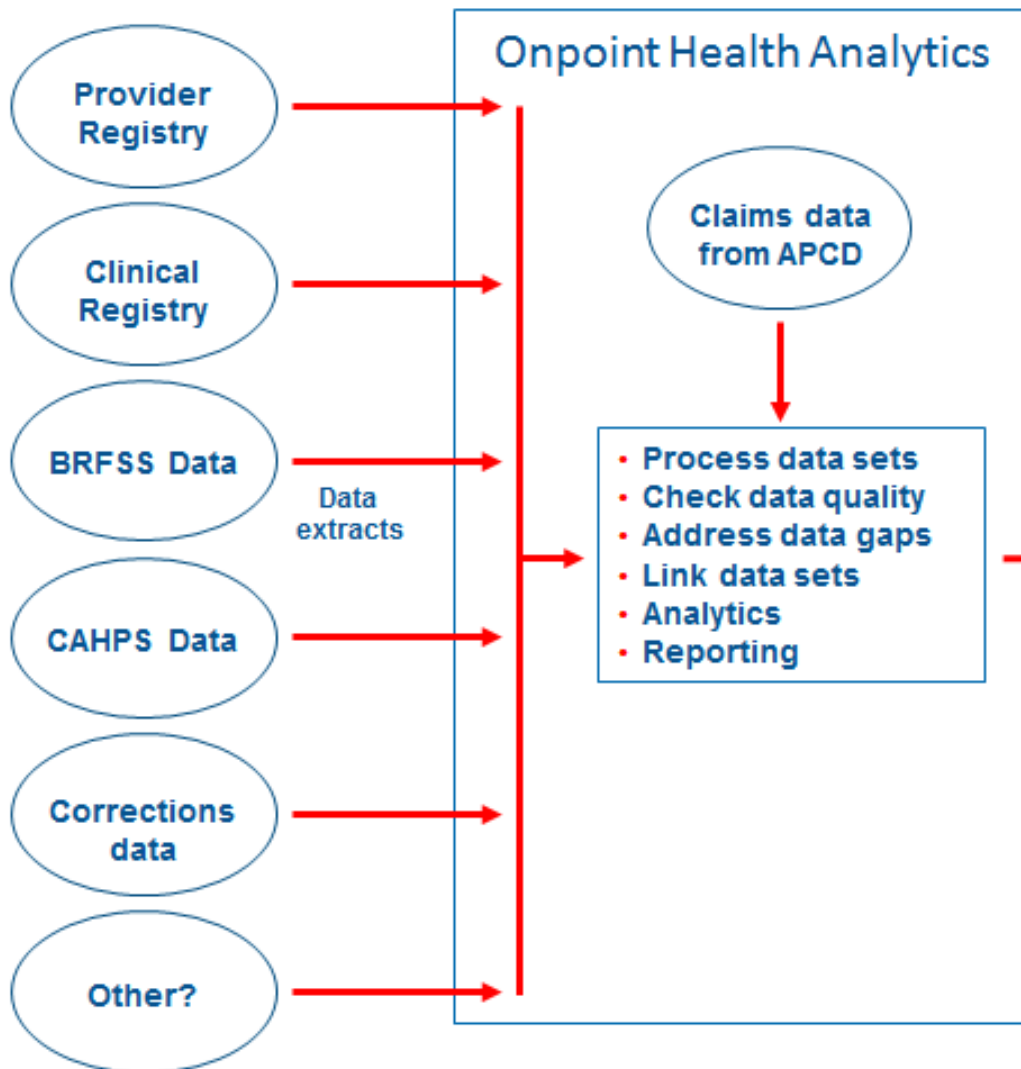 Onpoint Health Analytics
Provider
Registry
Clinical
Registry
BRFSS Data
Data
extracts
CAHPS Data
Corrections
data
Other?
Claims data
from APCD
• Process data sets
• Check data quality
• Address data gaps
• Link data sets
• Analytics
• Reporting